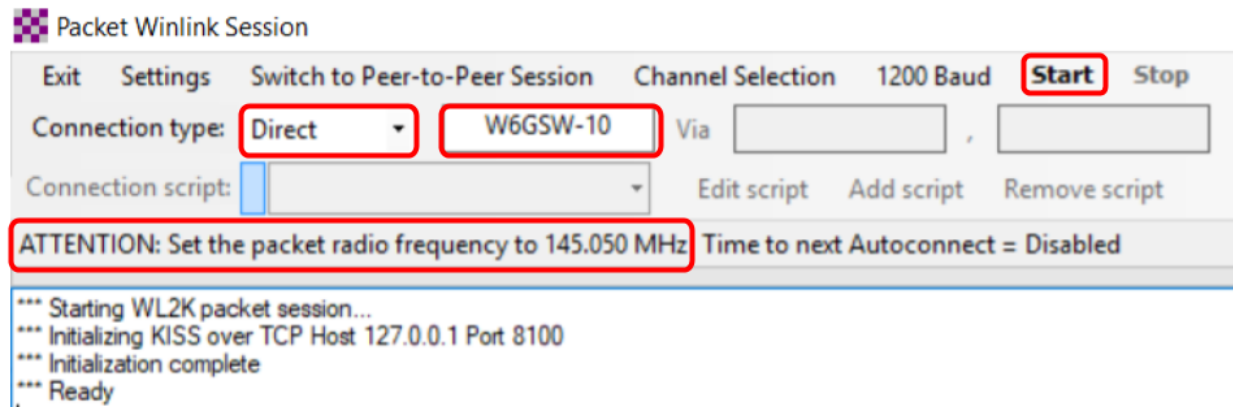 Packet Winlink Session
Exit Settings Switch to Peer-to-Peer Session Channel Selection 1200 Baud Start Stop
Connection type: Direct W6GSW-10 Via ,
Connection script: Edit script Add script Remove script
ATTENTION: Set the packet radio frequency to 145.050 MHz Time to next Autoconnect = Disabled
*** Starting WL2K packet session...
*** Initializing KISS over TCP Host 127.0.0.1 Port 8100
*** Initialization complete
*** Ready